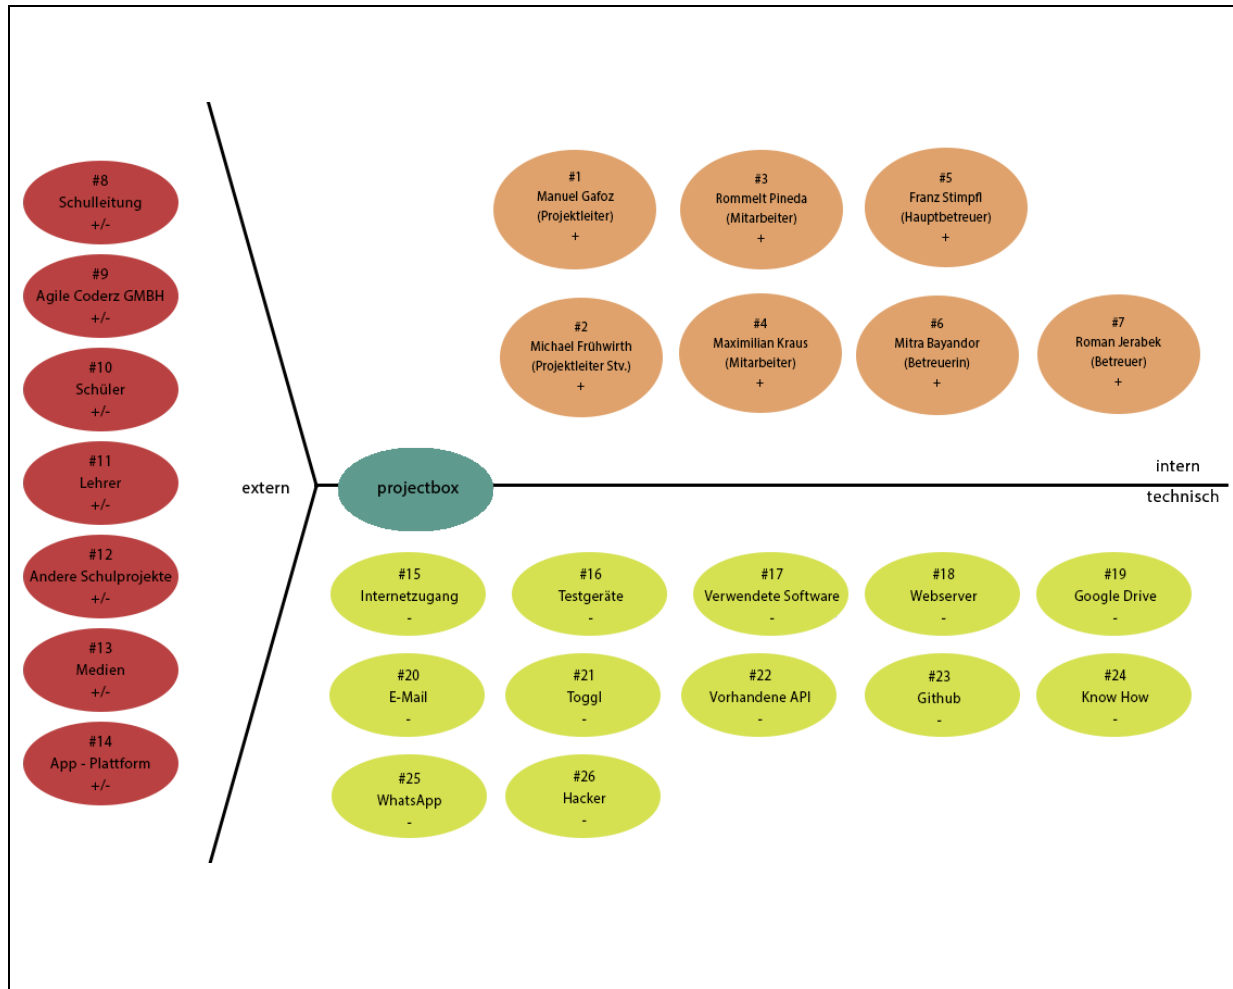 #8
Schulleitung
+/-
#9
Agile Coderz GMBH
+/-
#10
Schüler
+/-
#11
Lehrer
+/-
#12
Andere Schulprojekte
+/-
#13
Medien
+/-
#14
App - Plattform
+/-
extern
projectbox
intern
technisch
#1
Manuel Gafoz
(Projektleiter)
+
#3
Rommelt Pineda
(Mitarbeiter)
+
#5
Franz Stimpfl
(Hauptbetreuer)
+
#2
Michael Frühwirth
(Projektleiter Stv.)
+
#4
Maximilian Kraus
(Mitarbeiter)
+
#6
Mitra Bayandor
(Betreuerin)
+
#7
Roman Jerabek
(Betreuer)
+
#15
Internetzugang
-
#16
Testgeräte
-
#17
Verwendete Software
-
#18
Webserver
-
#19
Google Drive
-
#20
E-Mail
-
#21
Toggl
-
#22
Vorhandene API
-
#23
Github
-
#24
Know How
-
#25
WhatsApp
-
#26
Hacker
-